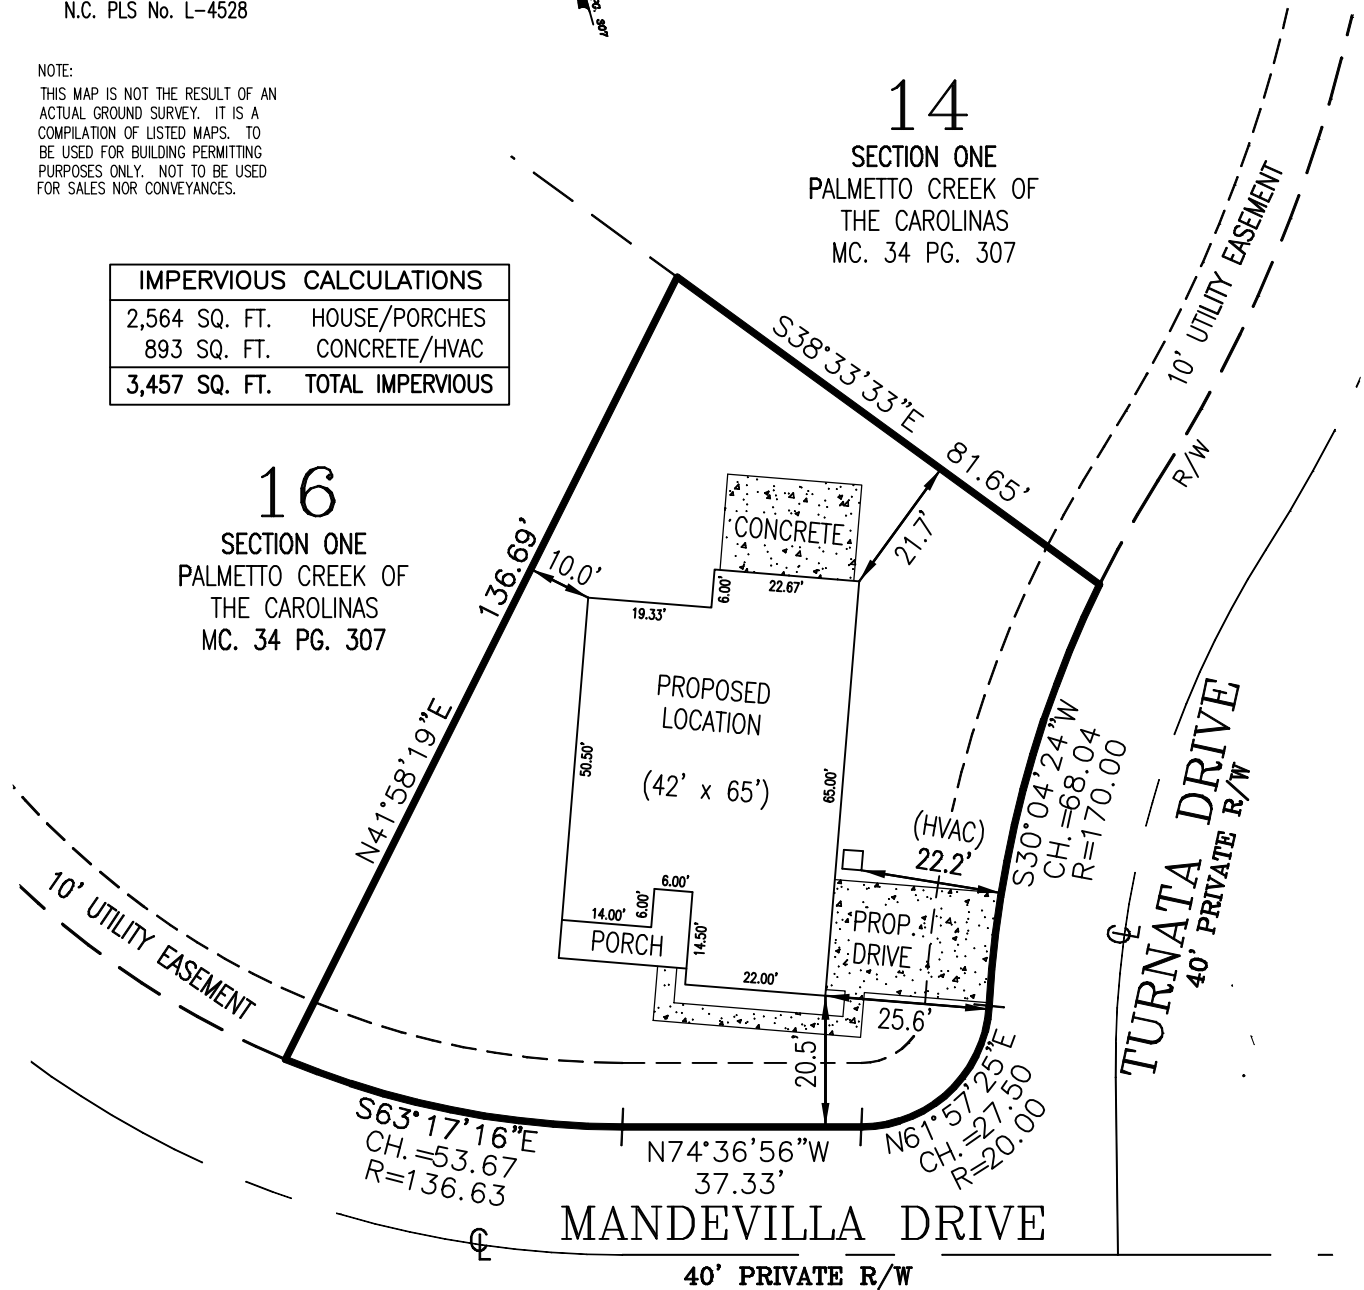 N.C. PLS No. L-4528
PG. 307
NOTE:
THIS MAP IS NOT THE RESULT OF AN
ACTUAL GROUND SURVEY. IT IS A
COMPILATION OF LISTED MAPS. TO
BE USED FOR BUILDING PERMITTING
PURPOSES ONLY. NOT TO BE USED
FOR SALES NOR CONVEYANCES.
14
SECTION ONE
PALMETTO CREEK OF
THE CAROLINAS
MC. 34 PG. 307
10' UTILITY EASEMENT
R/W
IMPERVIOUS CALCULATIONS
2,564 SQ. FT. HOUSE/PORCHES
893 SQ. FT. CONCRETE/HVAC
3,457 SQ. FT. TOTAL IMPERVIOUS
S38°33'33"E
81.65'
16
SECTION ONE
PALMETTO CREEK OF
THE CAROLINAS
MC. 34 PG. 307
136.69'
N41°58'19"E
10.0'
CONCRETE
21.7'
19.33'
6.00'
22.67'
PROPOSED
LOCATION
(42' x 65')
50.50'
65.00'
(HVAC)
22.2'
6.00'
6.00'
14.00'
PORCH
14.50'
22.00'
PROP.
DRIVE
25.6'
20.5'
S30°04'24"W
CH.=68.04
R=170.00
TURNATA DRIVE
40' PRIVATE R/W
CL
10' UTILITY EASEMENT
S63°17'16"E
CH.=53.67
R=136.63
N74°36'56"W
37.33'
N61°57'25"E
CH.=27.50
R=20.00
MANDEVILLA DRIVE
CL
40' PRIVATE R/W